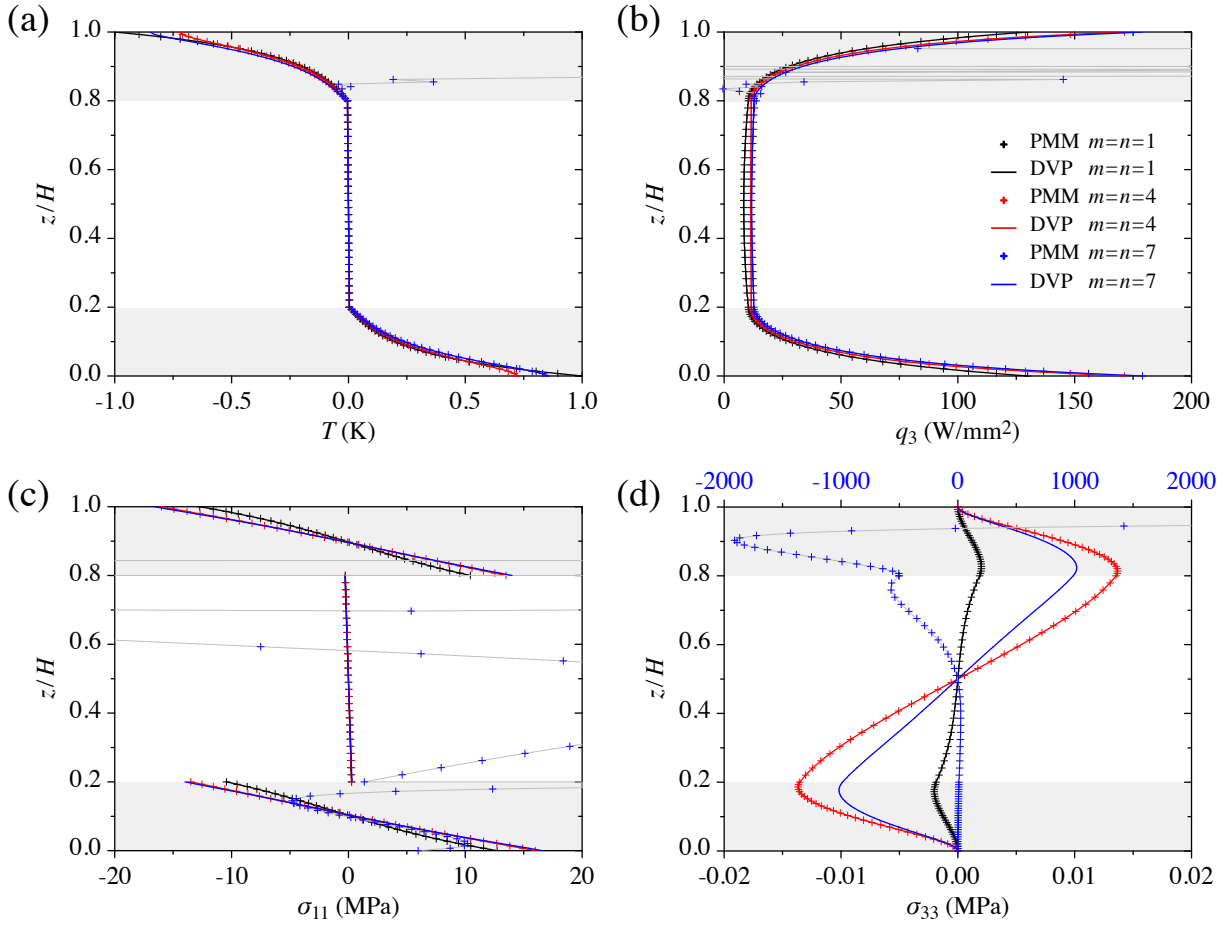 (a)
1.0
0.8
z/H
0.6
0.4
0.2
0.0
-1.0 -0.5 0.0 0.5 1.0
T (K)
(b)
1.0
0.8
z/H
0.6
0.4
0.2
0.0
0 50 100 150 200
q3 (W/mm2)
PMM m=n=1
DVP m=n=1
PMM m=n=4
DVP m=n=4
PMM m=n=7
DVP m=n=7
(c)
1.0
0.8
z/H
0.6
0.4
0.2
0.0
-20 -10 0 10 20
σ11 (MPa)
-2000 -1000 0 1000 2000
(d)
1.0
0.8
z/H
0.6
0.4
0.2
0.0
-0.02 -0.01 0.00 0.01 0.02
σ33 (MPa)